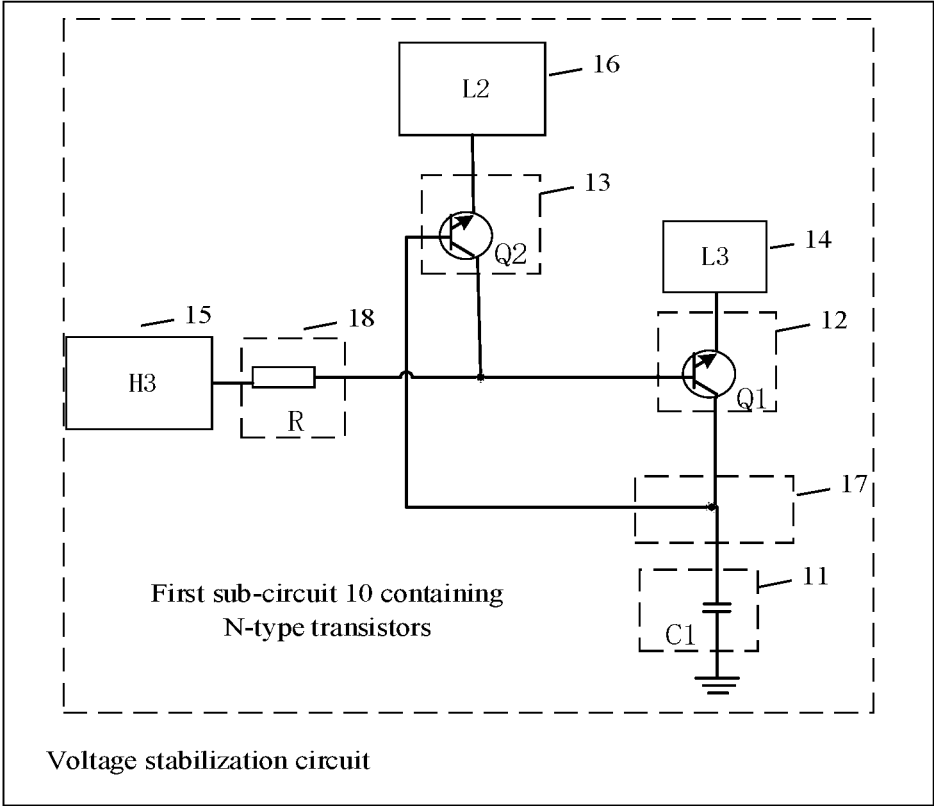 L2
16
13
Q2
L3
14
15
18
12
H3
R
Q1
17
11
First sub-circuit 10 containing
N-type transistors
C1
Voltage stabilization circuit